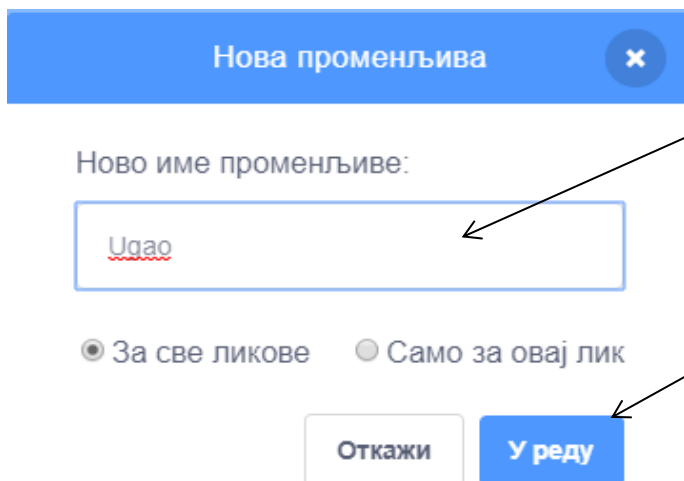 Нова променљива
Ново име променљиве:
Ugao
За све ликове Само за овај лик
Откажи У реду